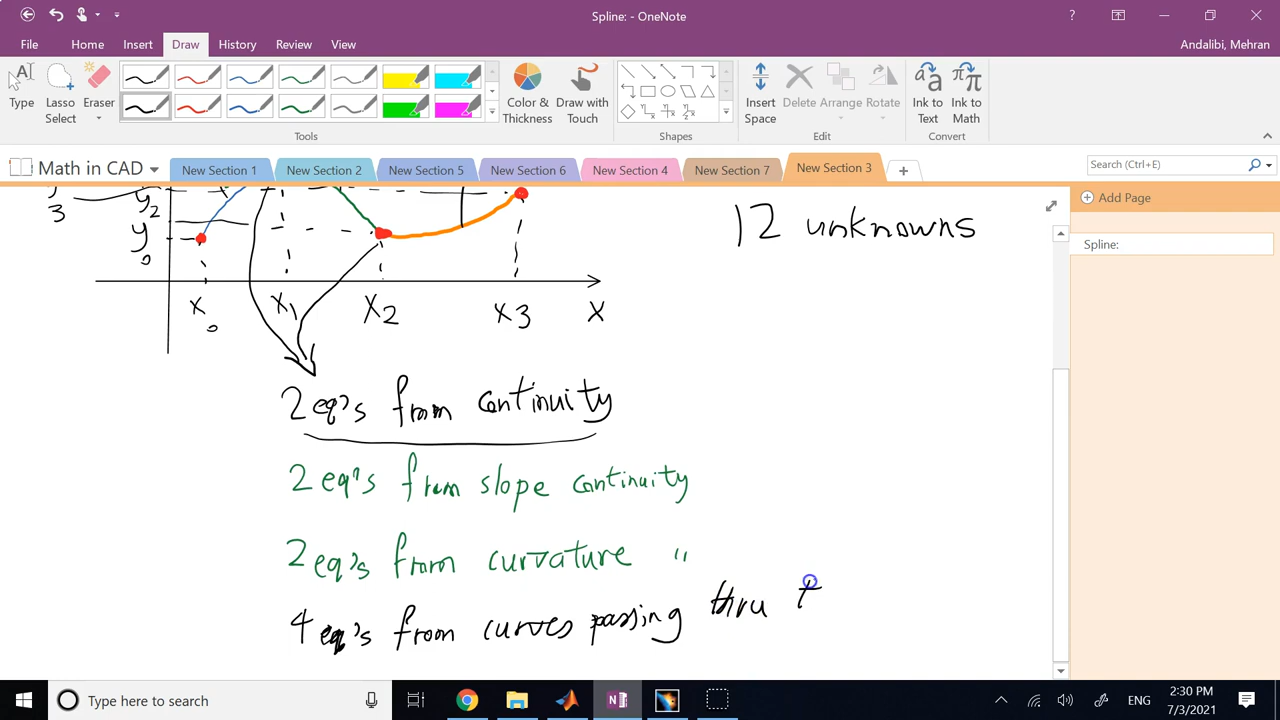 Spline: - OneNote
Andalibi, Mehran
File Home Insert Draw History Review View
Type Lasso Select Eraser Color & Thickness Draw with Touch Insert Space Delete Arrange Rotate Ink to Text Ink to Math
Tools Shapes Edit Convert
Math in CAD New Section 1 New Section 2 New Section 5 New Section 6 New Section 4 New Section 7 New Section 3 Search (Ctrl+E)
Add Page
Spline:
3 y2
y0
12 unknowns
x0 x1 x2 x3 x
2 eq's from continuity
2 eq's from slope continuity
2 eq's from curvature "
4 eq's from curves passing thru t
Type here to search
ENG
2:30 PM
7/3/2021